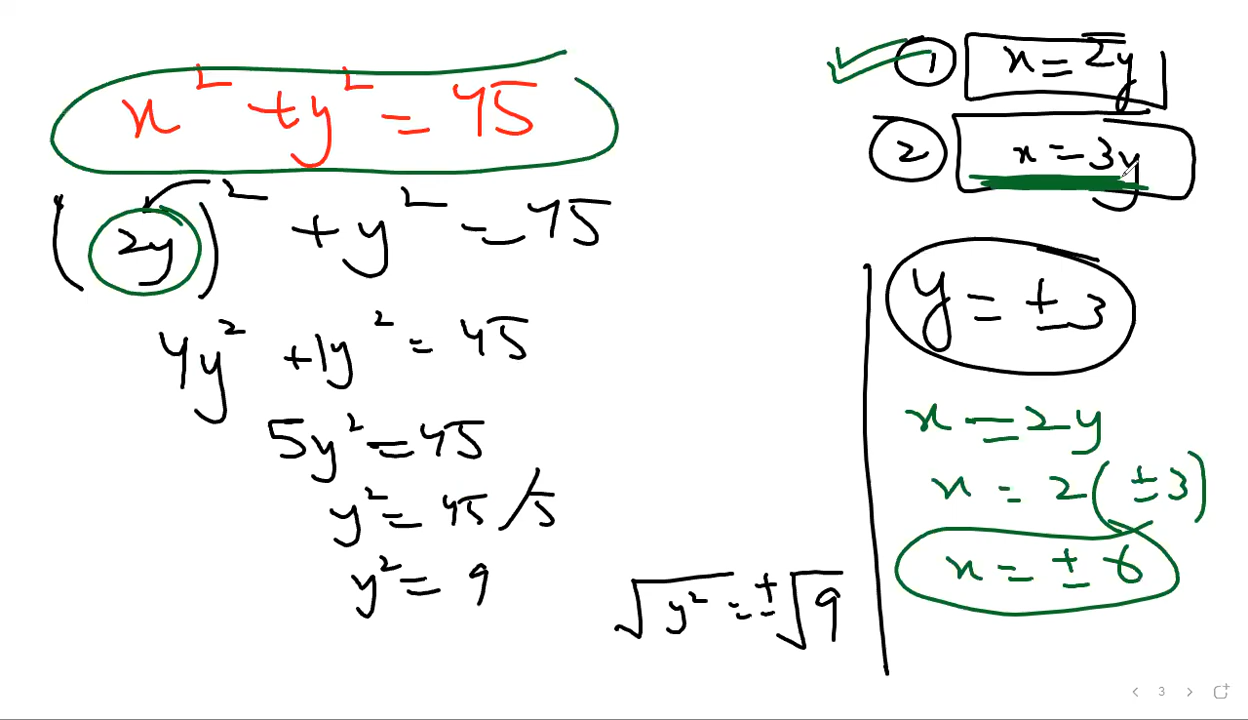 x² + y² = 45
(2y)² + y² = 45
4y² + 1y² = 45
5y² = 45
y² = 45/5
y² = 9
√y² = ±√9
① x = 2y
② x = -3y
y = ±3
x = 2y
x = 2(±3)
x = ±6
3